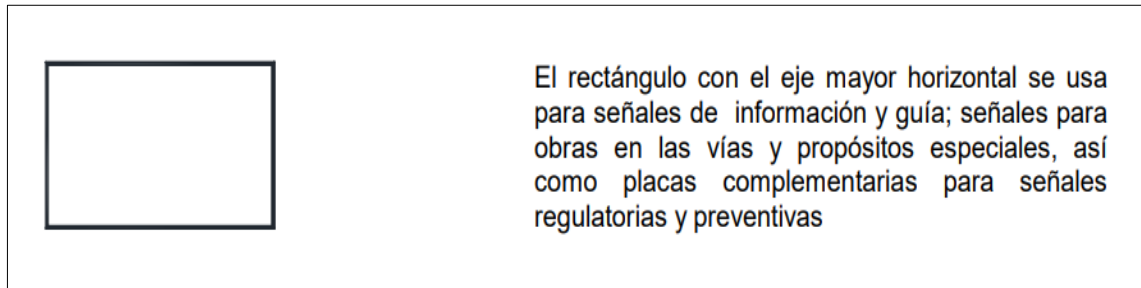 El rectángulo con el eje mayor horizontal se usa
para señales de información y guía; señales para
obras en las vías y propósitos especiales, así
como placas complementarias para señales
regulatorias y preventivas